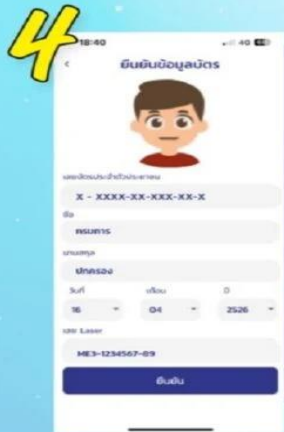 4
18:40
4G
ยืนยันข้อมูลบัตร
เลขบัตรประจำตัวประชาชน
X - XXXX-XX-XXX-XX-X
ชื่อ
กรมการ
นามสกุล
ปกครอง
วันที่ เดือน ปี
16 04 2526
เลข Laser
ME3-1234567-89
ยืนยัน